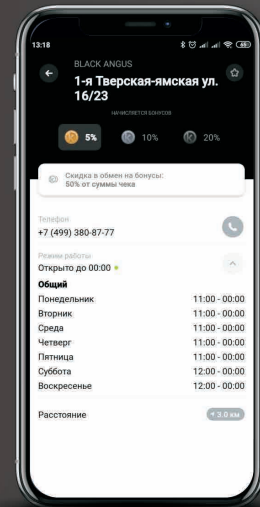 13:18
69
BLACK ANGUS
1-я Тверская-ямская ул.
16/23
НАЧИСЛЯЕТСЯ БОНУСОВ
5%
10%
20%
Скидка в обмен на бонусы:
50% от суммы чека
Телефон
+7 (499) 380-87-77
Режим работы
Открыто до 00:00
Общий
Понедельник 11:00 - 00:00
Вторник 11:00 - 00:00
Среда 11:00 - 00:00
Четверг 11:00 - 00:00
Пятница 11:00 - 00:00
Суббота 12:00 - 00:00
Воскресенье 12:00 - 00:00
Расстояние 3.0 км